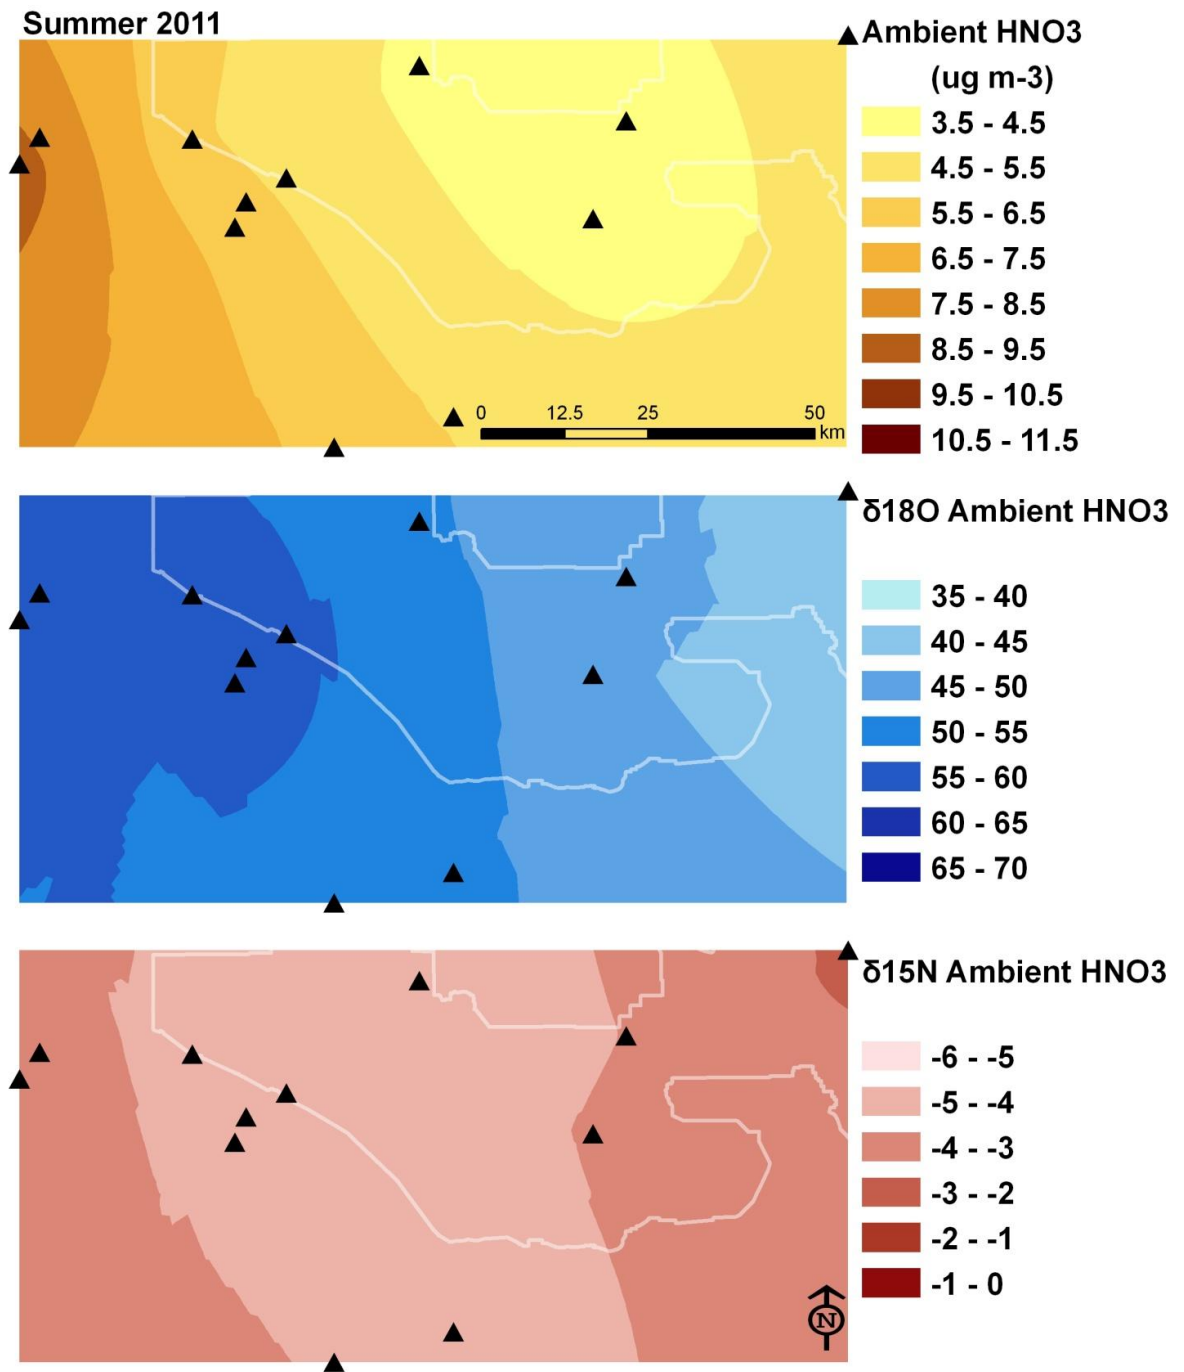 Summer 2011
Ambient HNO3
(ug m-3)
3.5 - 4.5
4.5 - 5.5
5.5 - 6.5
6.5 - 7.5
7.5 - 8.5
8.5 - 9.5
9.5 - 10.5
10.5 - 11.5
0 12.5 25 50
km
δ18O Ambient HNO3
35 - 40
40 - 45
45 - 50
50 - 55
55 - 60
60 - 65
65 - 70
δ15N Ambient HNO3
-6 - -5
-5 - -4
-4 - -3
-3 - -2
-2 - -1
-1 - 0
N